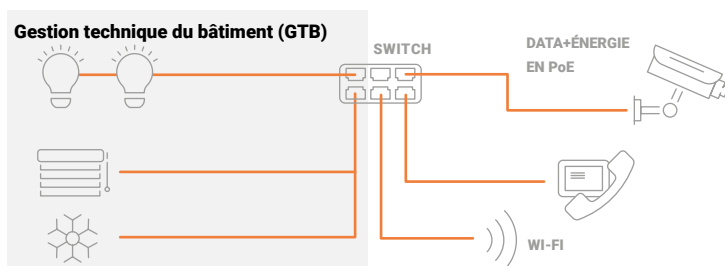 Gestion technique du bâtiment (GTB)
SWITCH
DATA+ÉNERGIE
EN PoE
WI-FI